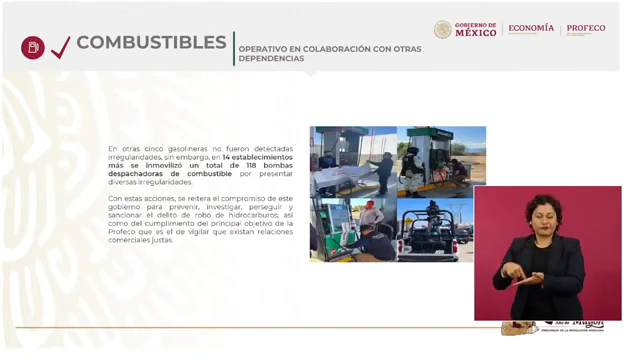 COMBUSTIBLES
OPERATIVO EN COLABORACIÓN CON OTRAS
DEPENDENCIAS
GOBIERNO DE
MÉXICO
ECONOMÍA
PROFECO
En otras cinco gasolineras no fueron detectadas
irregularidades, sin embargo, en 14 establecimientos
más se inmovilizó un total de 118 bombas
despachadoras de combustible por presentar
diversas irregularidades.
Con estas acciones, se reitera el compromiso de este
gobierno para prevenir, investigar, perseguir y
sancionar el delito de robo de hidrocarburos; así
como del cumplimiento del principal objetivo de la
Profeco que es el de vigilar que existan relaciones
comerciales justas.
Magón